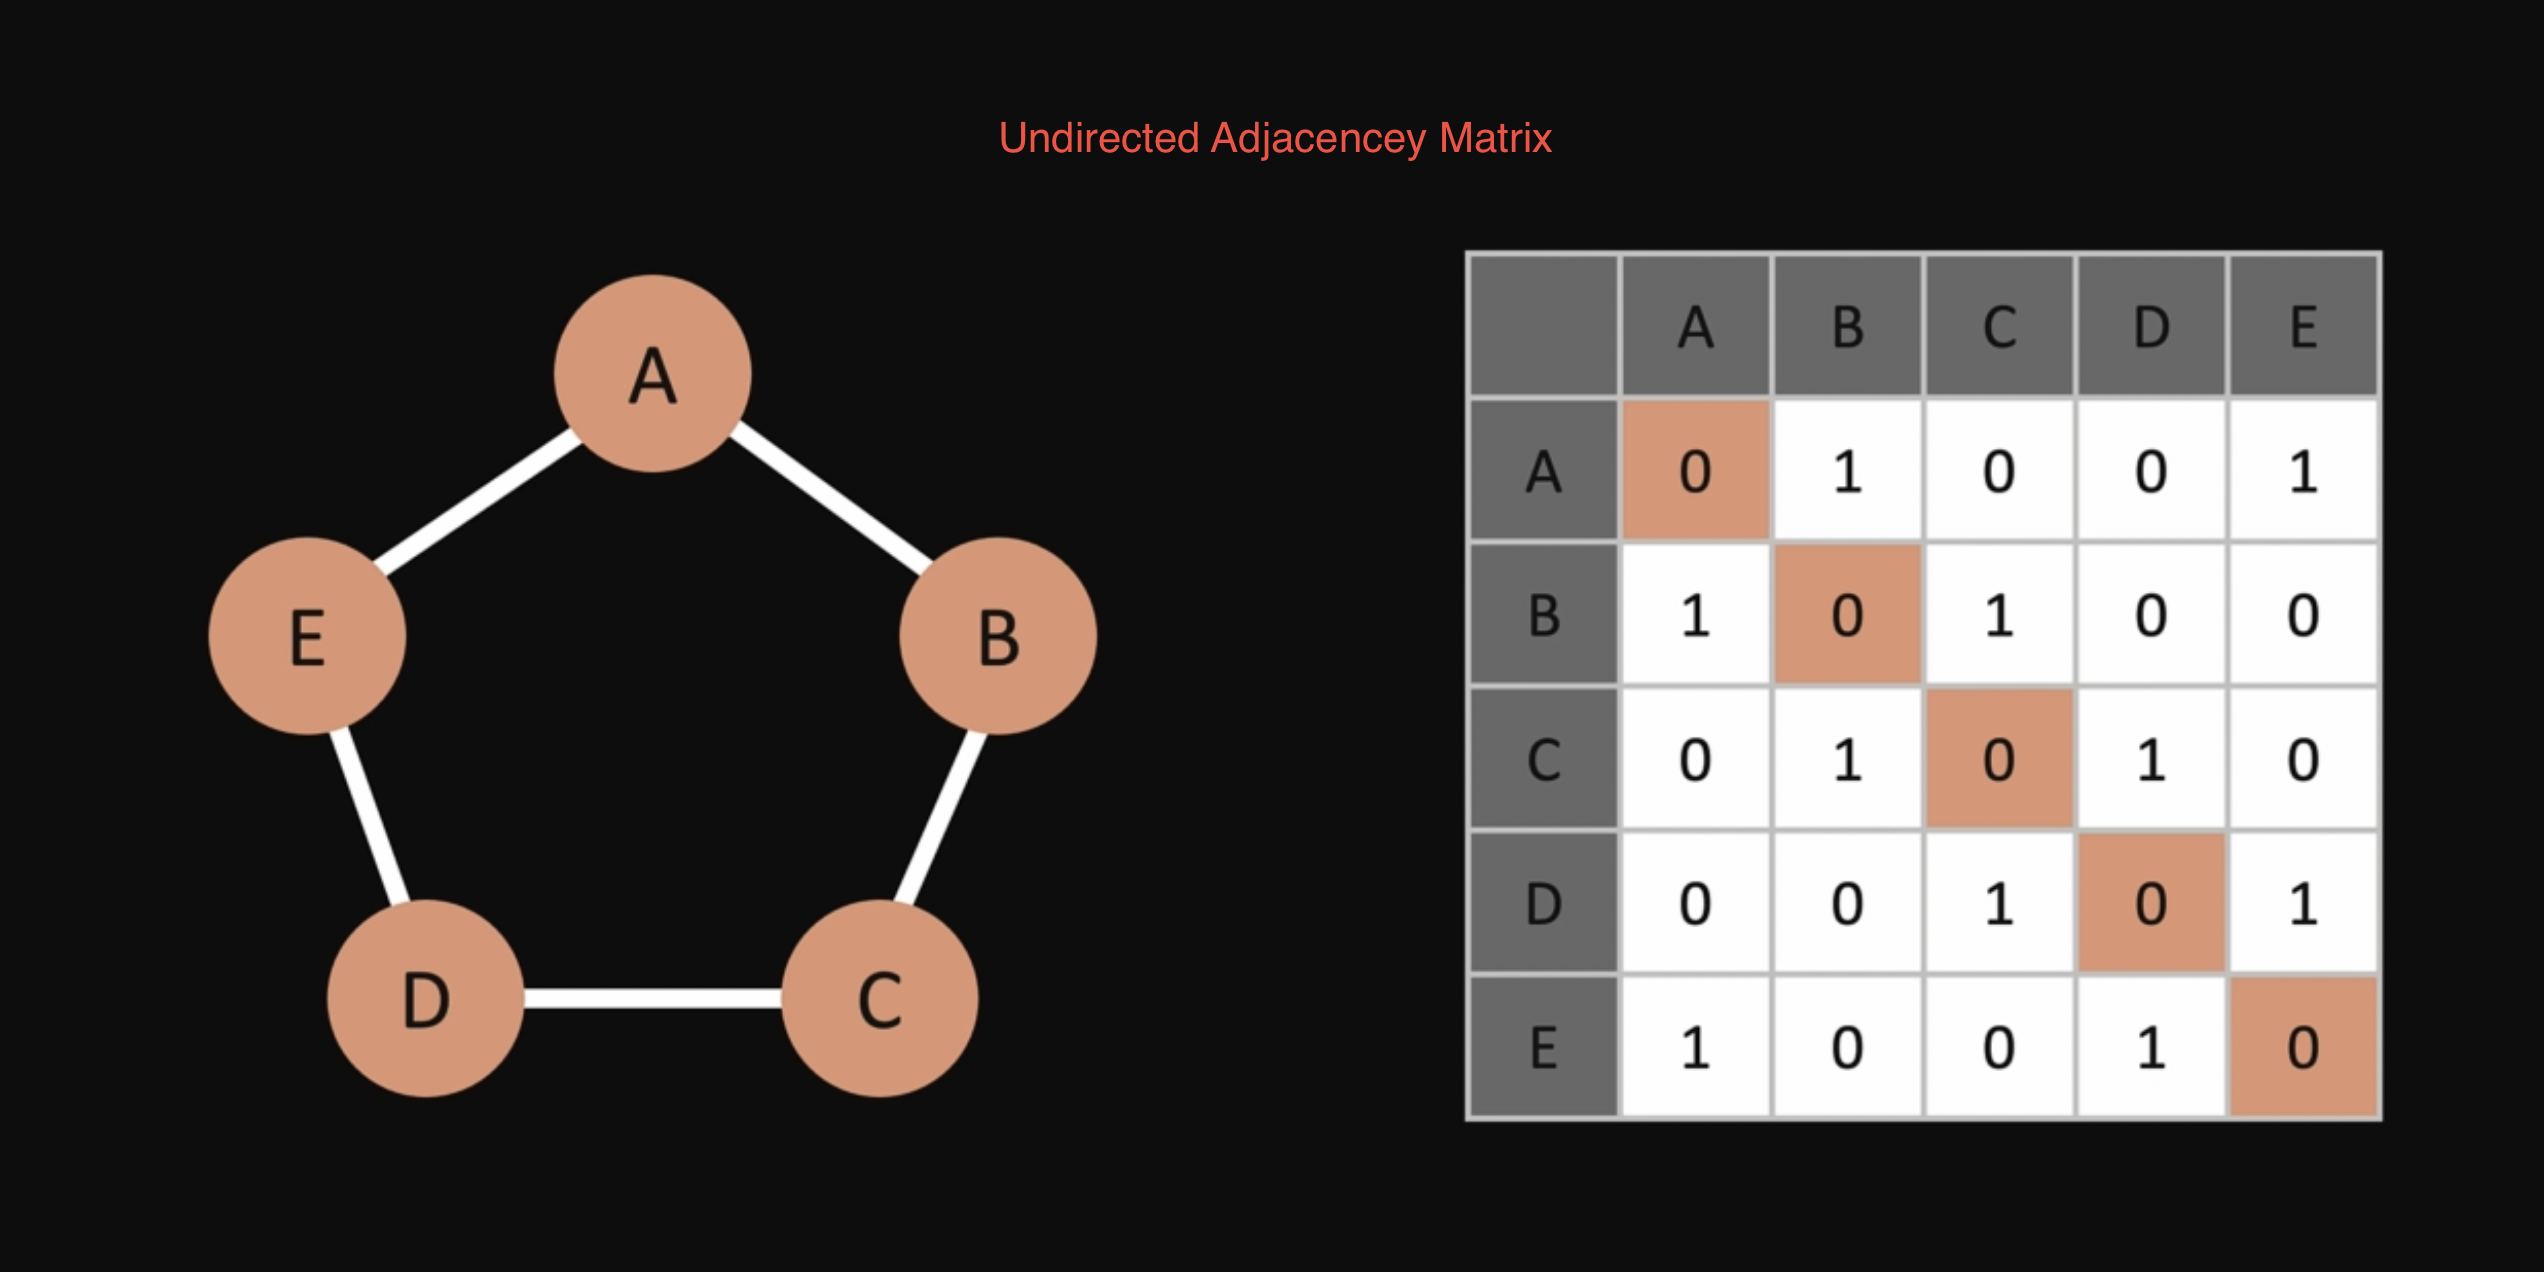 Undirected Adjacencey Matrix
A
E
B
D
C
A B C D E
A 0 1 0 0 1
B 1 0 1 0 0
C 0 1 0 1 0
D 0 0 1 0 1
E 1 0 0 1 0